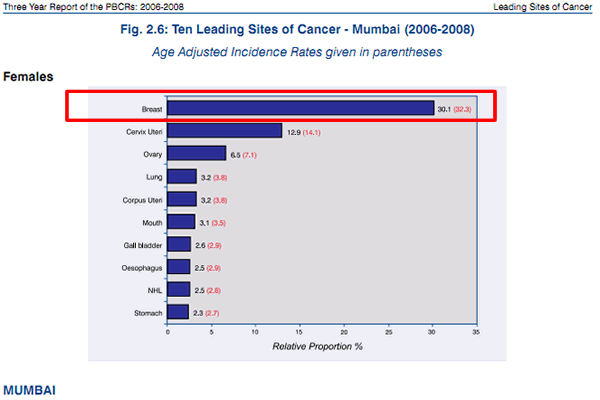 Three Year Report of the PBCRs: 2006-2008 Leading Sites of Cancer
Fig. 2.6: Ten Leading Sites of Cancer - Mumbai (2006-2008)
Age Adjusted Incidence Rates given in parentheses
Females
Breast 30.1 (32.3)
Cervix Uteri 12.9 (14.1)
Ovary 6.5 (7.1)
Lung 3.2 (3.8)
Corpus Uteri 3.2 (3.8)
Mouth 3.1 (3.5)
Gall bladder 2.6 (2.9)
Oesophagus 2.5 (2.9)
NHL 2.5 (2.8)
Stomach 2.3 (2.7)
0 5 10 15 20 25 30 35
Relative Proportion %
MUMBAI